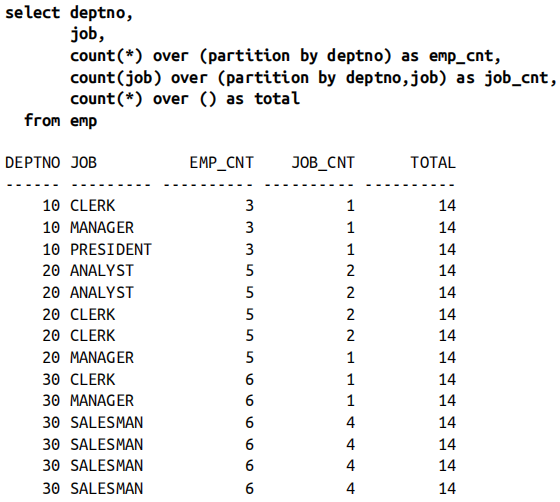 select deptno,
       job,
       count(*) over (partition by deptno) as emp_cnt,
       count(job) over (partition by deptno,job) as job_cnt,
       count(*) over () as total
  from emp
DEPTNO JOB          EMP_CNT    JOB_CNT      TOTAL
------ --------- ---------- ---------- ----------
    10 CLERK              3          1         14
    10 MANAGER            3          1         14
    10 PRESIDENT          3          1         14
    20 ANALYST            5          2         14
    20 ANALYST            5          2         14
    20 CLERK              5          2         14
    20 CLERK              5          2         14
    20 MANAGER            5          1         14
    30 CLERK              6          1         14
    30 MANAGER            6          1         14
    30 SALESMAN           6          4         14
    30 SALESMAN           6          4         14
    30 SALESMAN           6          4         14
    30 SALESMAN           6          4         14